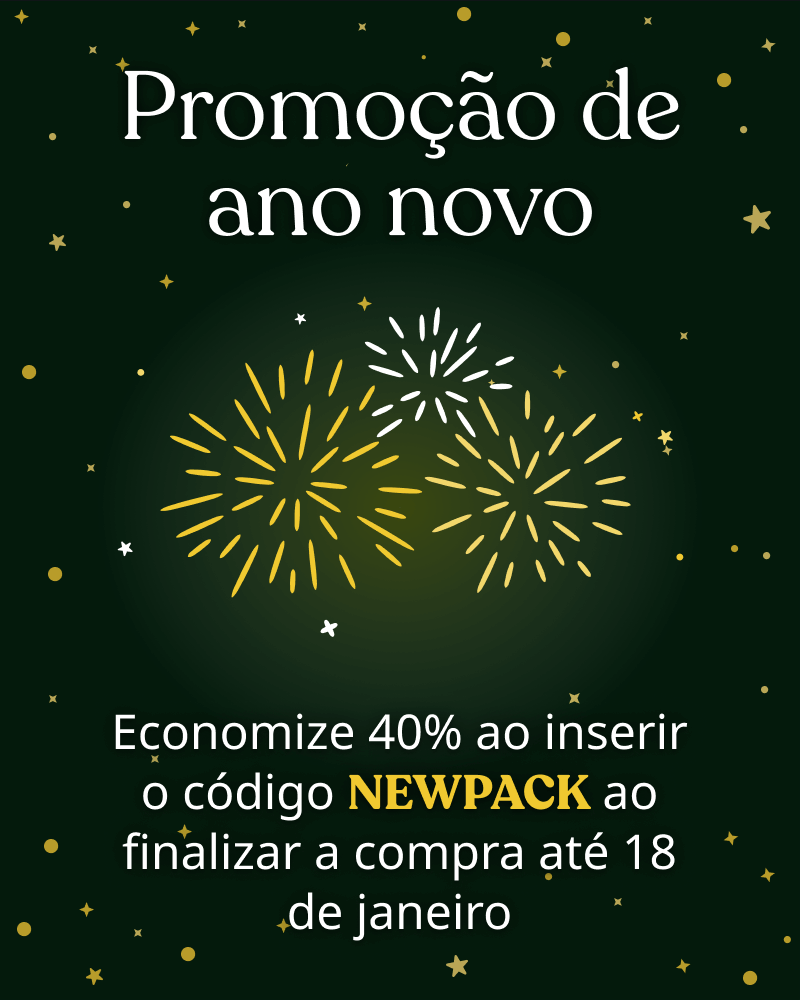 Promoção de
ano novo
Economize 40% ao inserir
o código NEWPACK ao
finalizar a compra até 18
de janeiro